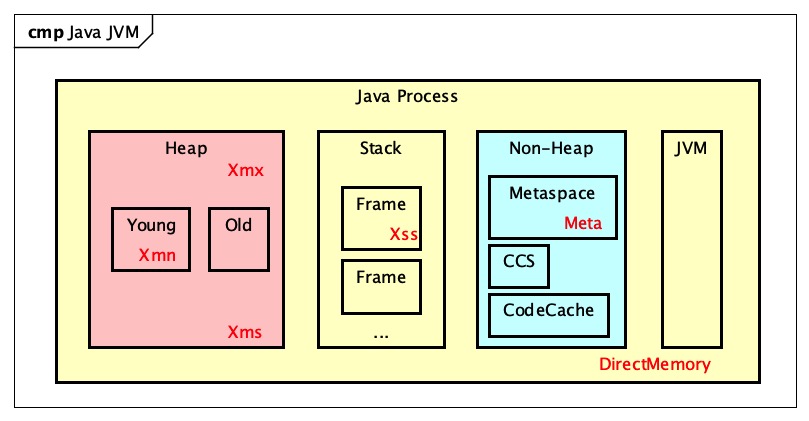 cmp Java JVM
Java Process
Heap
Xmx
Young
Xmn
Old
Xms
Stack
Frame
Xss
Frame
...
Non-Heap
Metaspace
Meta
CCS
CodeCache
JVM
DirectMemory